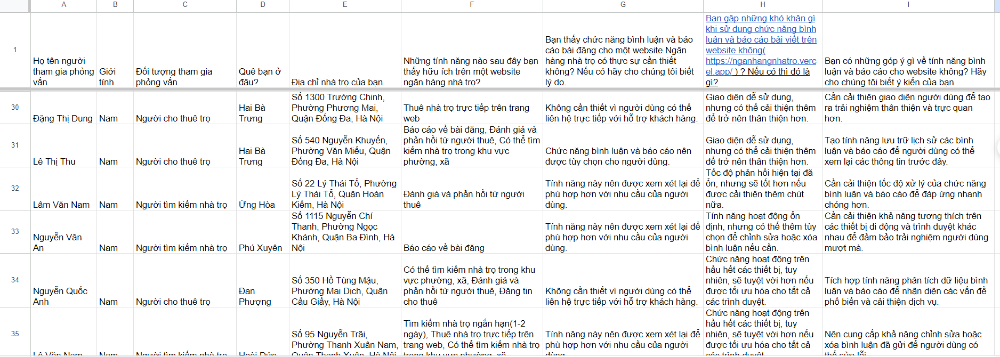 A B C D E F G H I
1
Họ tên người
tham gia phỏng
vấn
Giới
tính
Đối tượng tham gia
phỏng vấn
Quê bạn ở
đâu?
Địa chỉ nhà trọ của bạn
Những tính năng nào sau đây bạn
thấy hữu ích trên một website
ngân hàng nhà trọ?
Bạn thấy chức năng bình luận và báo
cáo bài đăng cho một website Ngân
hàng nhà trọ có thực sự cần thiết
không? Nếu có hãy cho chúng tôi biết
lý do.
Bạn gặp những khó khăn gì
khi sử dụng chức năng bình
luận và báo cáo bài viết trên
website không(
https://nganhangnhatro.verc
el.app/ ) ? Nếu có thì đó là
gì?
Bạn có những góp ý gì về tính năng bình
luận và báo cáo cho website không? Hãy
cho chúng tôi biết ý kiến của bạn
30
Đặng Thị Dung
Nam
Người cho thuê trọ
Hai Bà
Trưng
Số 1300 Trường Chinh,
Phường Phương Mai,
Quận Đống Đa, Hà Nội
Thuê nhà trọ trực tiếp trên trang
web
Không cần thiết vì người dùng có thể
liên hệ trực tiếp với hỗ trợ khách hàng.
Giao diện dễ sử dụng,
nhưng có thể cải thiện thêm
để trở nên thân thiện hơn.
Cần cải thiện giao diện người dùng để tạo
ra trải nghiệm thân thiện và trực quan
hơn.
31
Lê Thị Thu
Nam
Người cho thuê trọ
Hai Bà
Trưng
Số 540 Nguyễn Khuyến,
Phường Văn Miếu, Quận
Đống Đa, Hà Nội
Báo cáo về bài đăng, Đánh giá và
phản hồi từ người thuê, Có thể tìm
kiếm nhà trọ trong khu vực
phường, xã
Chức năng bình luận và báo cáo nên
được tùy chọn cho người dùng.
Giao diện dễ sử dụng,
nhưng có thể cải thiện thêm
để trở nên thân thiện hơn.
Tạo tính năng lưu trữ lịch sử các bình
luận và báo cáo để người dùng có thể
xem lại các thông tin trước đây.
32
Lâm Văn Nam
Nam
Người tìm kiếm nhà trọ
Ứng Hòa
Số 22 Lý Thái Tổ, Phường
Lý Thái Tổ, Quận Hoàn
Kiếm, Hà Nội
Đánh giá và phản hồi từ người
thuê
Tính năng này nên được xem xét lại để
phù hợp hơn với nhu cầu của người
dùng.
Tốc độ phản hồi hiện tại đã
ổn, nhưng sẽ tốt hơn nếu
được cải thiện thêm chút
nữa.
Cần cải thiện tốc độ xử lý của chức năng
bình luận và báo cáo để đáp ứng nhanh
chóng hơn.
33
Nguyễn Văn
An
Nam
Người tìm kiếm nhà trọ
Phú Xuyên
Số 1115 Nguyễn Chí
Thanh, Phường Ngọc
Khánh, Quận Ba Đình, Hà
Nội
Báo cáo về bài đăng
Tính năng này nên được xem xét lại để
phù hợp hơn với nhu cầu của người
dùng.
Tính năng hoạt động ổn
định, nhưng có thể thêm tùy
chọn để chỉnh sửa hoặc xóa
bình luận nếu cần.
Cần cải thiện khả năng tương thích trên
các thiết bị di động và trình duyệt khác
nhau để đảm bảo trải nghiệm người dùng
mượt mà.
34
Nguyễn Quốc
Anh
Nam
Người cho thuê trọ
Đan
Phượng
Số 350 Hồ Tùng Mậu,
Phường Mai Dịch, Quận
Cầu Giấy, Hà Nội
Có thể tìm kiếm nhà trọ trong khu
vực phường, xã, Đánh giá và
phản hồi từ người thuê, Đăng tin
cho thuê
Không cần thiết vì người dùng có thể
liên hệ trực tiếp với hỗ trợ khách hàng.
Chức năng hoạt động trên
hầu hết các thiết bị, tuy
nhiên, sẽ tuyệt vời hơn nếu
được tối ưu hóa cho tất cả
các trình duyệt.
Tích hợp tính năng phân tích dữ liệu bình
luận và báo cáo để nhận diện các vấn đề
phổ biến và cải thiện dịch vụ.
35
Lê Văn Nam
Nam
Người tìm kiếm nhà trọ
Hoài Đức
Số 95 Nguyễn Trãi,
Phường Thanh Xuân Nam,
Quận Thanh Xuân, Hà Nội
Tìm kiếm nhà trọ ngắn hạn(1-2
ngày), Thuê nhà trọ trực tiếp trên
trang web, Có thể tìm kiếm nhà trọ
trong khu vực phường, xã
Tính năng này nên được xem xét lại để
phù hợp hơn với nhu cầu của người
dùng.
Chức năng hoạt động trên
hầu hết các thiết bị, tuy
nhiên, sẽ tuyệt vời hơn nếu
được tối ưu hóa cho tất cả
các trình duyệt.
Nên cung cấp khả năng chỉnh sửa hoặc
xóa bình luận đã gửi để người dùng có
thể sửa lỗi.